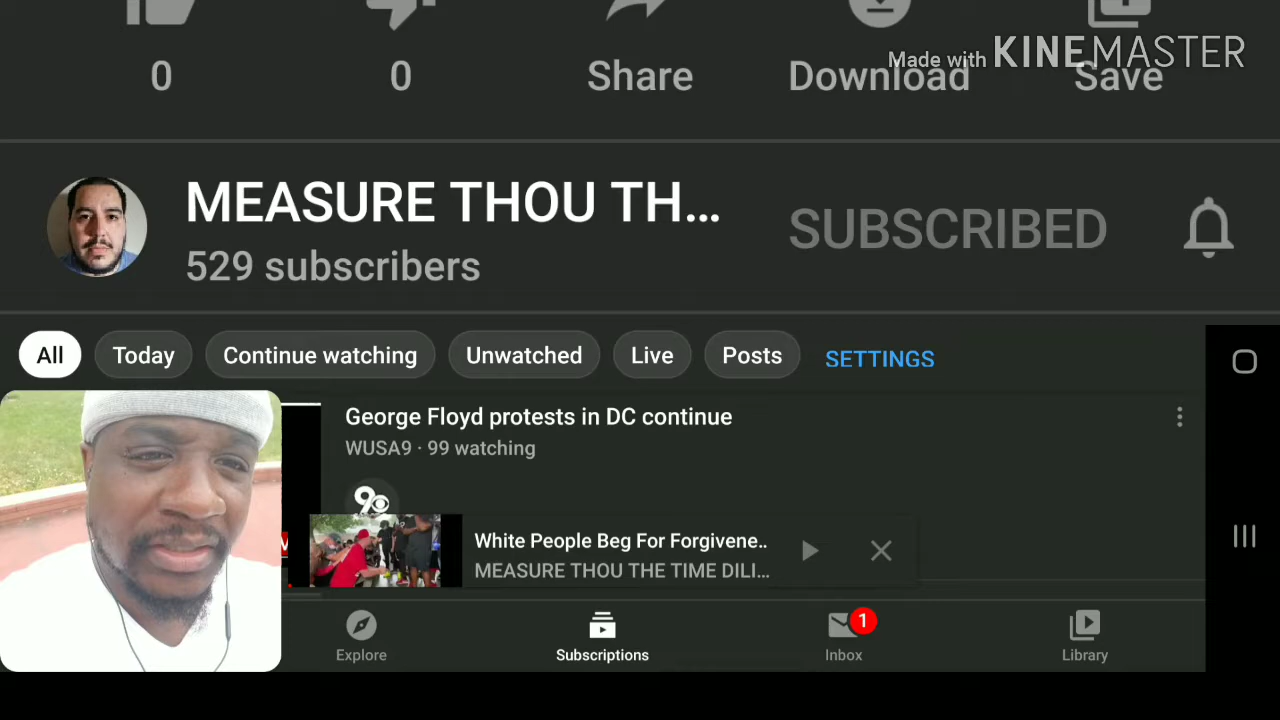 0
0
Share
Download
Save
Made with KINEMASTER
MEASURE THOU TH...
529 subscribers
SUBSCRIBED
All
Today
Continue watching
Unwatched
Live
Posts
SETTINGS
George Floyd protests in DC continue
WUSA9 · 99 watching
9
White People Beg For Forgivene..
MEASURE THOU THE TIME DILI...
Explore
Subscriptions
Inbox
1
Library